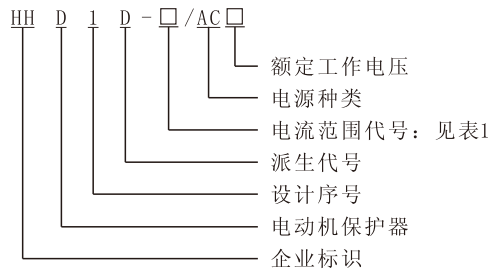 HH D 1 D-□/AC□
额定工作电压
电源种类
电流范围代号：见表1
派生代号
设计序号
电动机保护器
企业标识